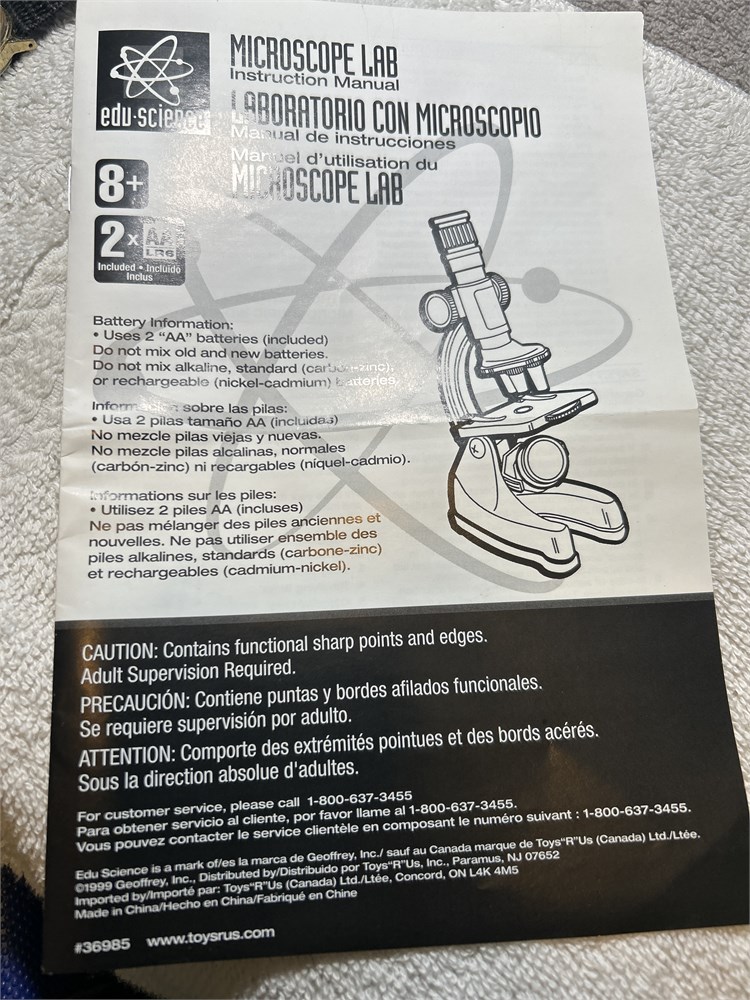 edu·science
MICROSCOPE LAB
Instruction Manual
LABORATORIO CON MICROSCOPIO
Manual de instrucciones
Manuel d'utilisation du
MICROSCOPE LAB
8+
2 x AA
LR6
Included • Incluido
Inclus
Battery Information:
• Uses 2 "AA" batteries (included)
Do not mix old and new batteries.
Do not mix alkaline, standard (carbon-zinc),
or rechargeable (nickel-cadmium) batteries.
Información sobre las pilas:
• Usa 2 pilas tamaño AA (incluidas)
No mezcle pilas viejas y nuevas.
No mezcle pilas alcalinas, normales
(carbón-zinc) ni recargables (níquel-cadmio).
Informations sur les piles:
• Utilisez 2 piles AA (incluses)
Ne pas mélanger des piles anciennes et
nouvelles. Ne pas utiliser ensemble des
piles alkalines, standards (carbone-zinc)
et rechargeables (cadmium-nickel).
CAUTION: Contains functional sharp points and edges.
Adult Supervision Required.
PRECAUCIÓN: Contiene puntas y bordes afilados funcionales.
Se requiere supervisión por adulto.
ATTENTION: Comporte des extrémités pointues et des bords acérés.
Sous la direction absolue d'adultes.
For customer service, please call 1-800-637-3455
Para obtener servicio al cliente, por favor llame al 1-800-637-3455.
Vous pouvez contacter le service clientèle en composant le numéro suivant : 1-800-637-3455.
Edu Science is a mark of/es la marca de Geoffrey, Inc./ sauf au Canada marque de Toys"R"Us (Canada) Ltd./Ltée.
©1999 Geoffrey, Inc., Distributed by/Distribuido por Toys"R"Us, Inc., Paramus, NJ 07652
Imported by/Importé par: Toys"R"Us (Canada) Ltd./Ltée, Concord, ON L4K 4M5
Made in China/Hecho en China/Fabriqué en Chine
#36985 www.toysrus.com